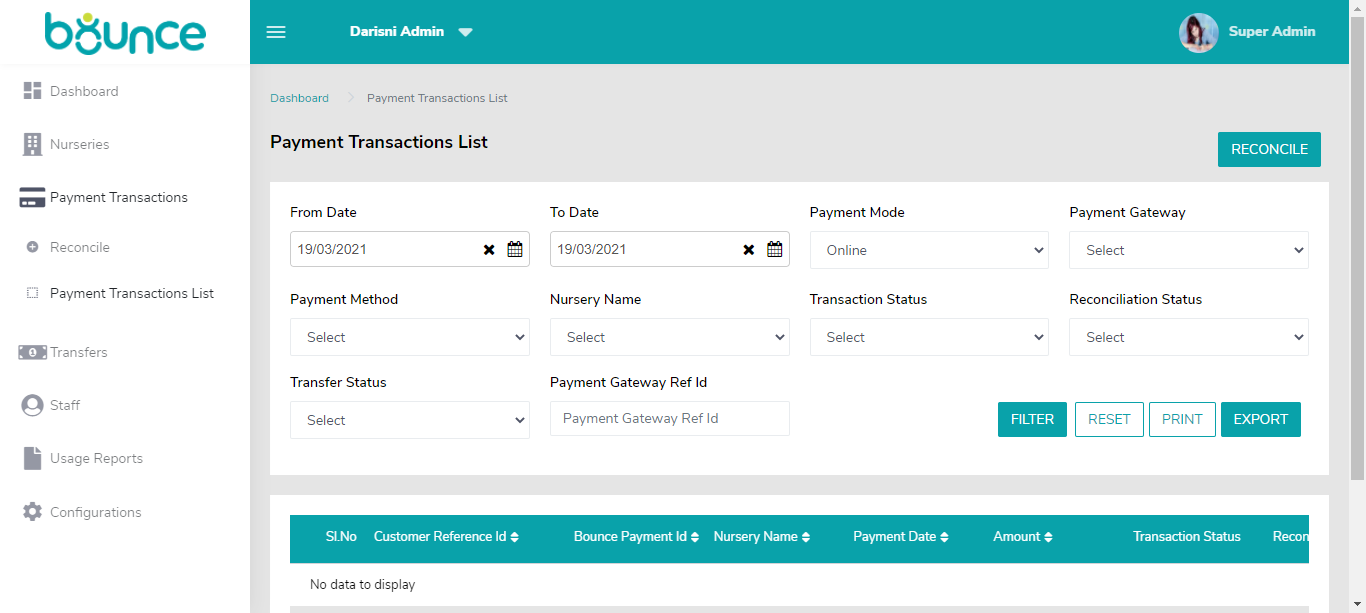 bounce
Darisni Admin
Super Admin
Dashboard
Nurseries
Payment Transactions
Reconcile
Payment Transactions List
Transfers
Staff
Usage Reports
Configurations
Dashboard Payment Transactions List
Payment Transactions List
RECONCILE
From Date To Date Payment Mode Payment Gateway
19/03/2021 19/03/2021 Online Select
Payment Method Nursery Name Transaction Status Reconciliation Status
Select Select Select Select
Transfer Status Payment Gateway Ref Id
Select Payment Gateway Ref Id FILTER RESET PRINT EXPORT
Sl.No Customer Reference Id Bounce Payment Id Nursery Name Payment Date Amount Transaction Status Recon
No data to display